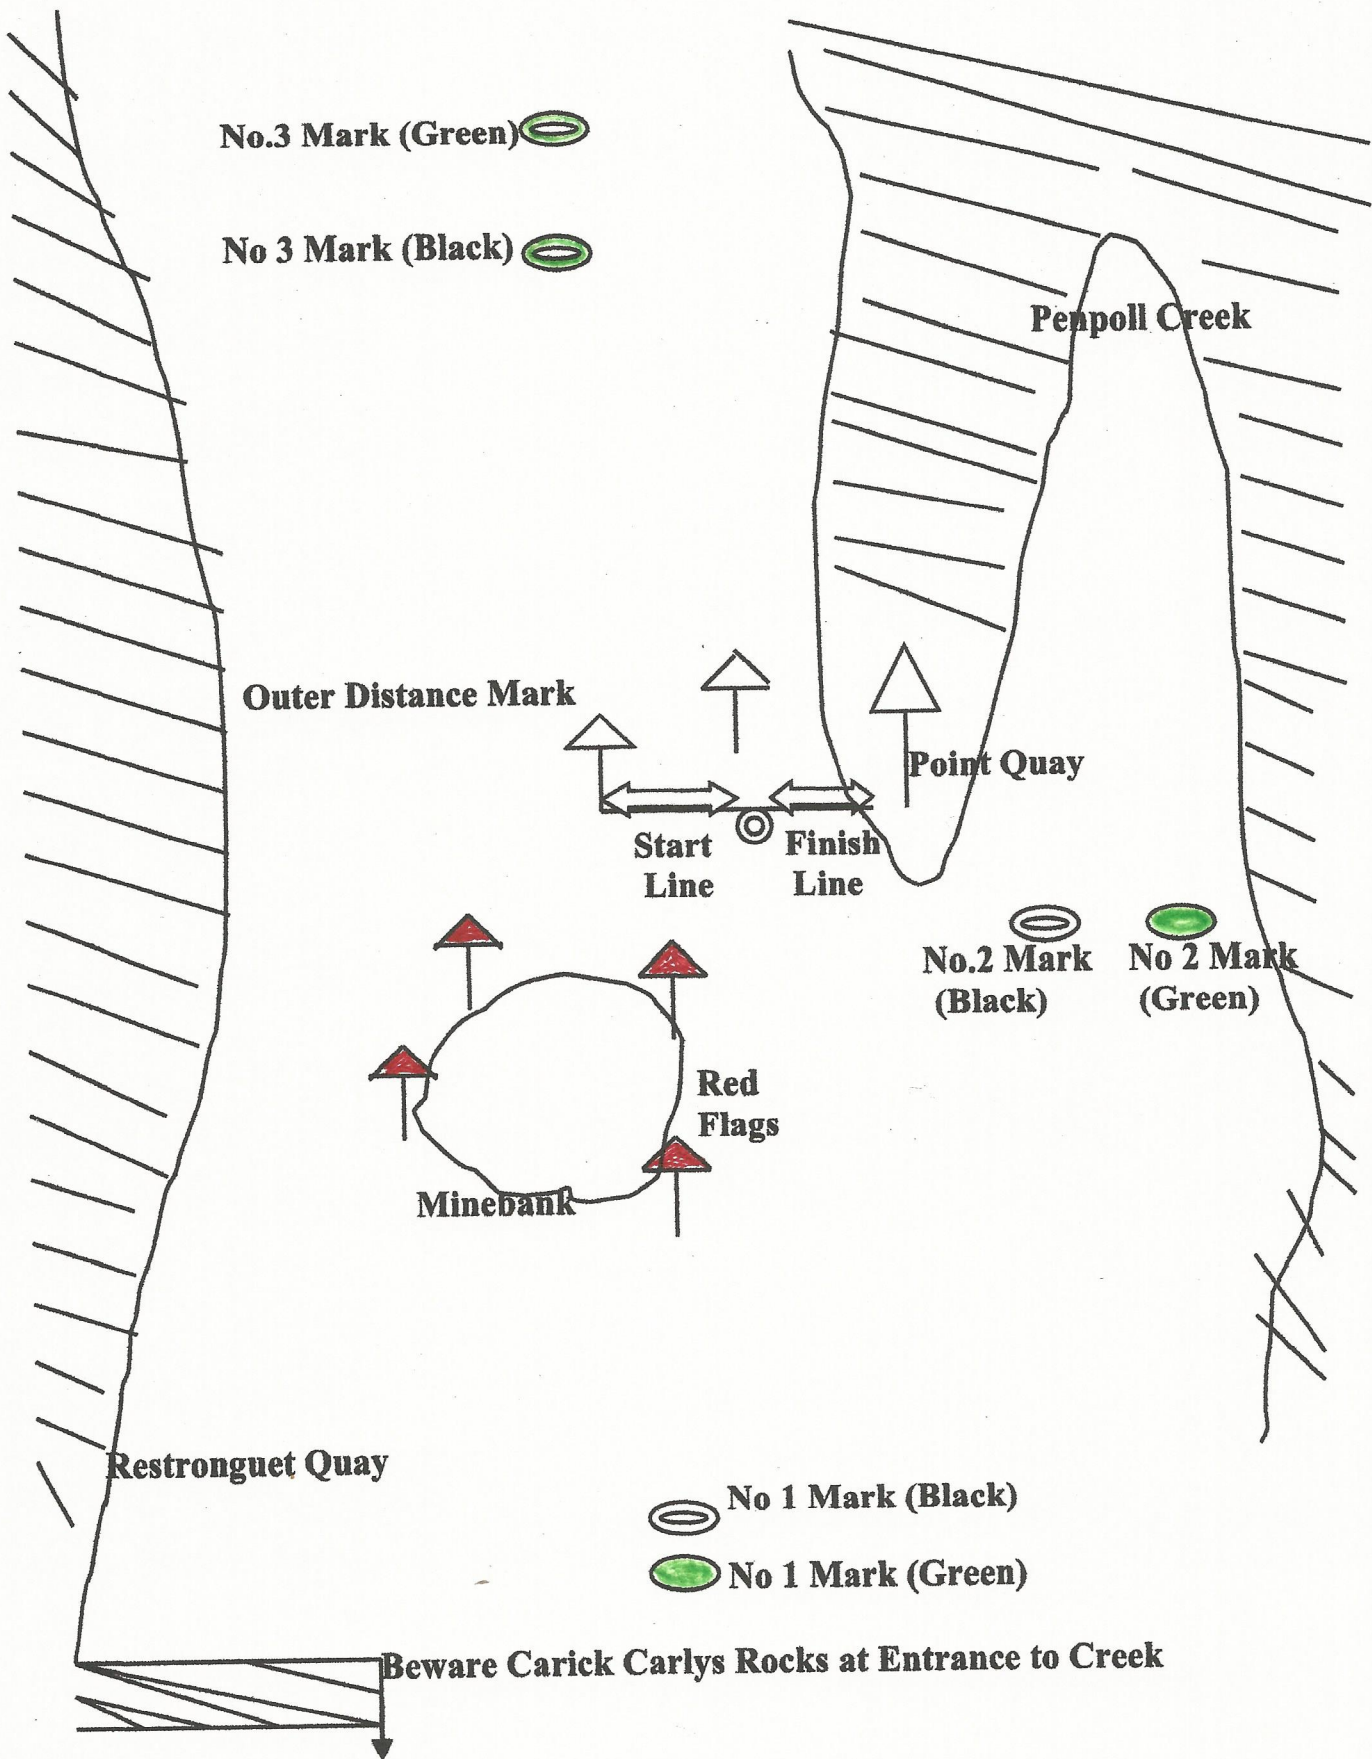 No.3 Mark (Green)
No 3 Mark (Black)
Penpoll Creek
Outer Distance Mark
Point Quay
Start
Line
Finish
Line
No.2 Mark
(Black)
No 2 Mark
(Green)
Red
Flags
Minebank
Restronguet Quay
No 1 Mark (Black)
No 1 Mark (Green)
Beware Carick Carlys Rocks at Entrance to Creek